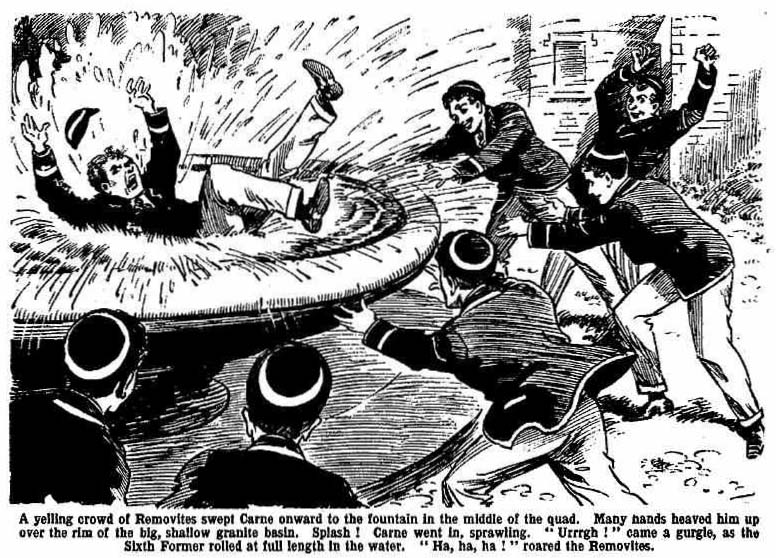 A yelling crowd of Removites swept Carne onward to the fountain in the middle of the quad. Many hands heaved him up
over the rim of the big, shallow granite basin. Splash ! Carne went in, sprawling. " Urrrgh ! " came a gurgle, as the
Sixth Former rolled at full length in the water. " Ha, ha, ha ! " roared the Removites.